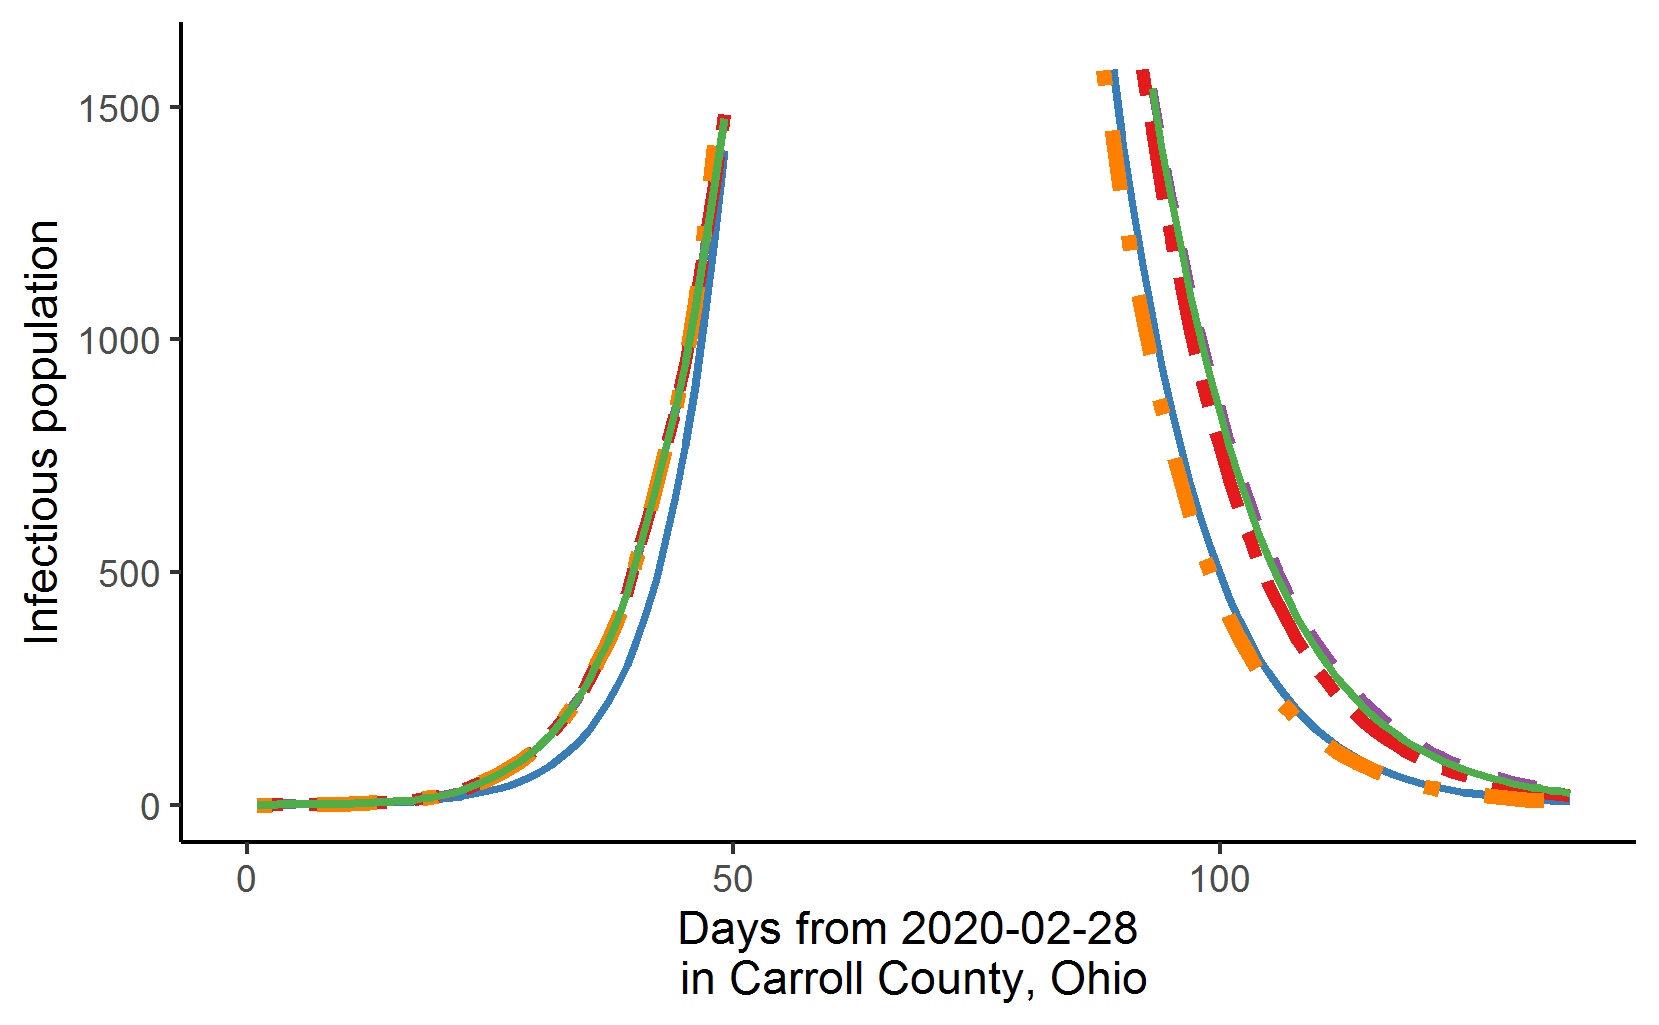 Infectious population
1500
1000
500
0
0 50 100
Days from 2020-02-28
in Carroll County, Ohio